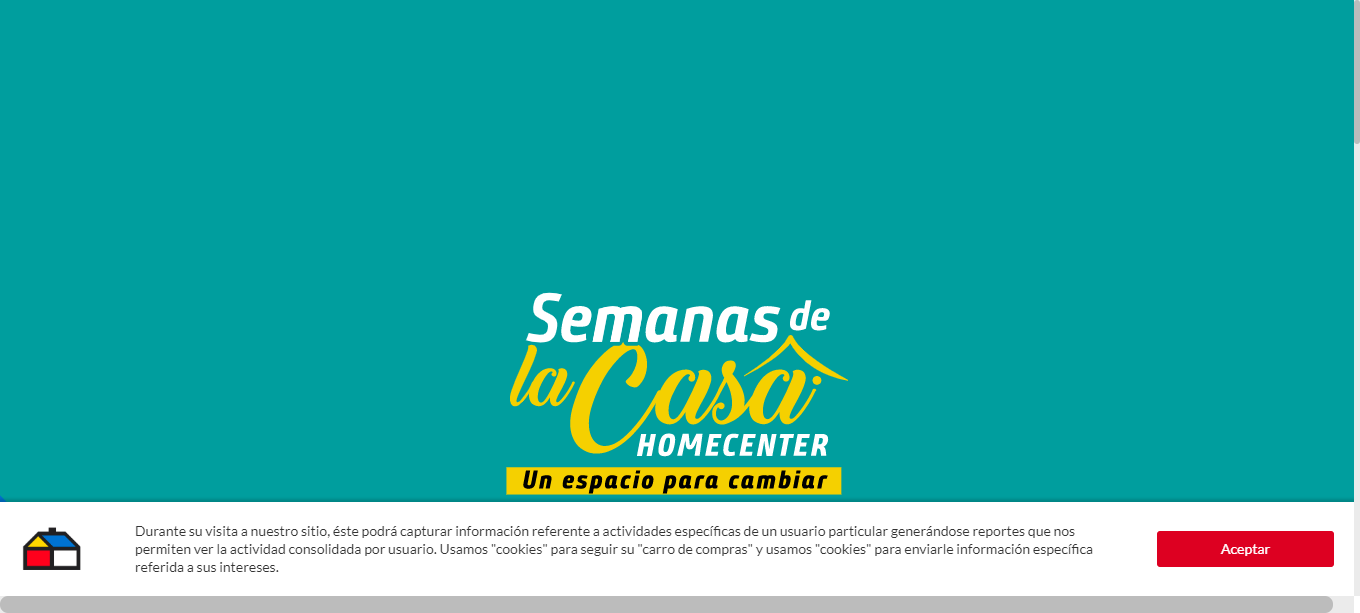 Semanas de
la Casa
HOMECENTER
Un espacio para cambiar
Durante su visita a nuestro sitio, éste podrá capturar información referente a actividades específicas de un usuario particular generándose reportes que nos
permiten ver la actividad consolidada por usuario. Usamos "cookies" para seguir su "carro de compras" y usamos "cookies" para enviarle información específica
referida a sus intereses.
Aceptar